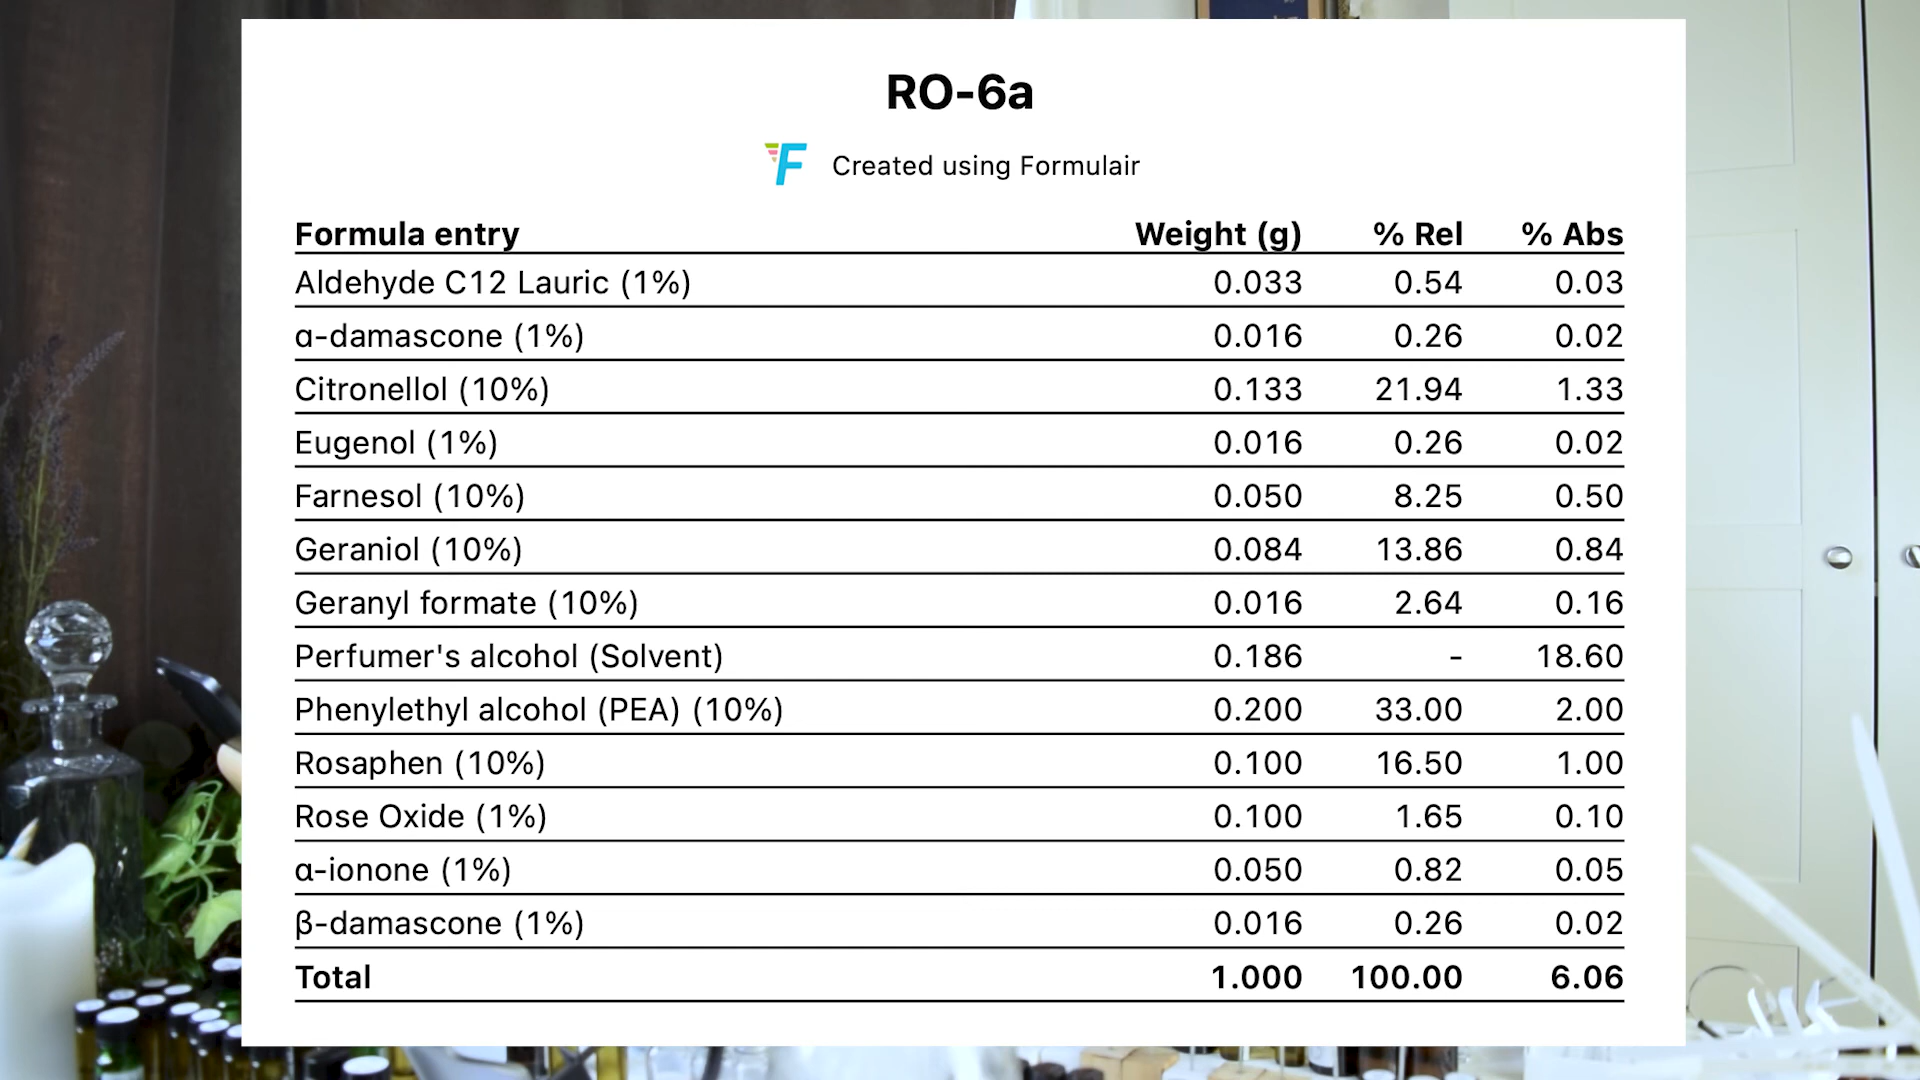 RO-6a
Created using Formulair
Formula entry Weight (g) % Rel % Abs
Aldehyde C12 Lauric (1%) 0.033 0.54 0.03
α-damascone (1%) 0.016 0.26 0.02
Citronellol (10%) 0.133 21.94 1.33
Eugenol (1%) 0.016 0.26 0.02
Farnesol (10%) 0.050 8.25 0.50
Geraniol (10%) 0.084 13.86 0.84
Geranyl formate (10%) 0.016 2.64 0.16
Perfumer's alcohol (Solvent) 0.186 - 18.60
Phenylethyl alcohol (PEA) (10%) 0.200 33.00 2.00
Rosaphen (10%) 0.100 16.50 1.00
Rose Oxide (1%) 0.100 1.65 0.10
α-ionone (1%) 0.050 0.82 0.05
β-damascone (1%) 0.016 0.26 0.02
Total 1.000 100.00 6.06